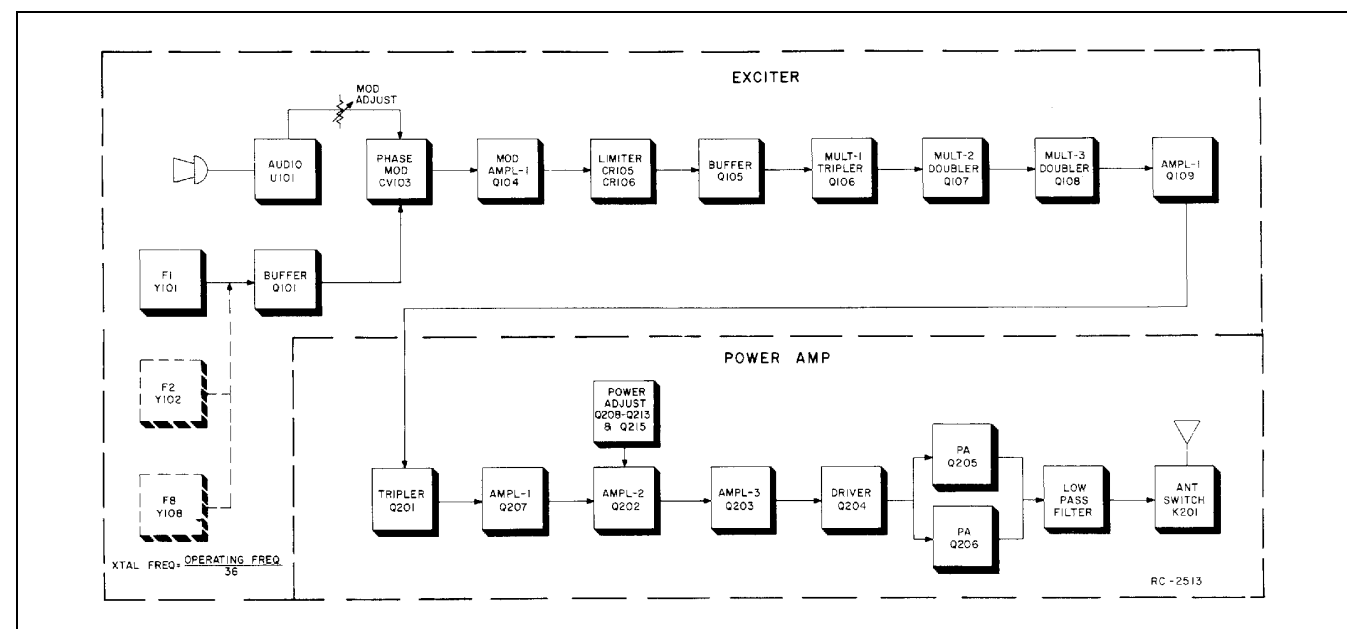 EXCITER
MOD
ADJUST
AUDIO
U101
PHASE
MOD
CV103
MOD
AMPL-1
Q104
LIMITER
CR105
CR106
BUFFER
Q105
MULT-1
TRIPLER
Q106
MULT-2
DOUBLER
Q107
MULT-3
DOUBLER
Q108
AMPL-1
Q109
F1
Y101
BUFFER
Q101
F2
Y102
F8
Y108
XTAL FREQ= OPERATING FREQ
36
POWER AMP
POWER
ADJUST
Q208-Q213
& Q215
TRIPLER
Q201
AMPL-1
Q207
AMPL-2
Q202
AMPL-3
Q203
DRIVER
Q204
PA
Q205
PA
Q206
LOW
PASS
FILTER
ANT
SWITCH
K201
RC-2513